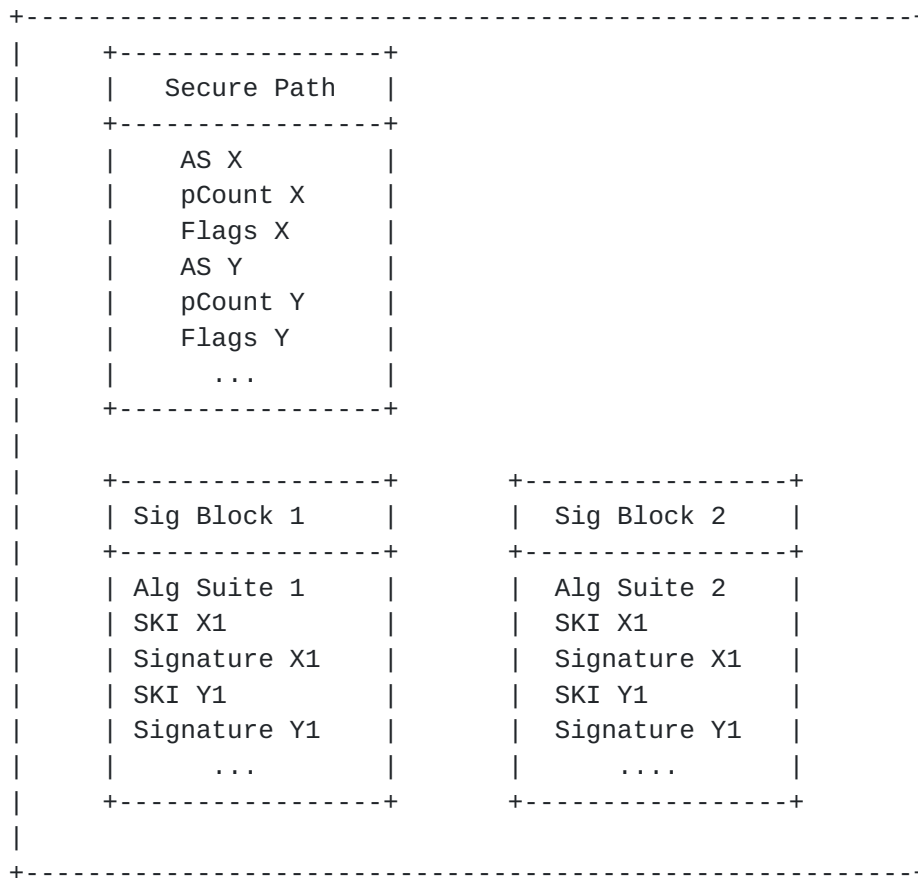 Secure Path
AS X
pCount X
Flags X
AS Y
pCount Y
Flags Y
...
Sig Block 1 Sig Block 2
Alg Suite 1 Alg Suite 2
SKI X1 SKI X1
Signature X1 Signature X1
SKI Y1 SKI Y1
Signature Y1 Signature Y1
... ....